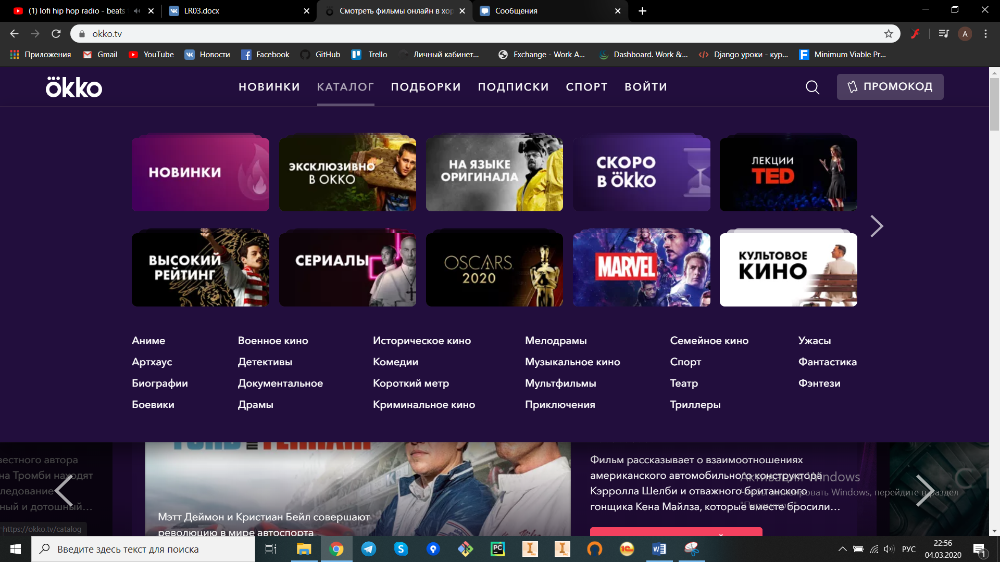 (1) lofi hip hop radio - beats
LR03.docx
Смотреть фильмы онлайн в хор
Сообщения
okko.tv
A
Приложения
Gmail
YouTube
Новости
Facebook
GitHub
Trello
Личный кабинет...
Exchange - Work A...
Dashboard. Work &...
Django уроки - кур...
Minimum Viable Pr...
ökko
НОВИНКИ
КАТАЛОГ
ПОДБОРКИ
ПОДПИСКИ
СПОРТ
ВОЙТИ
ПРОМОКОД
НОВИНКИ
ЭКСКЛЮЗИВНО
В ОККО
НА ЯЗЫКЕ
ОРИГИНАЛА
СКОРО
В ökko
ЛЕКЦИИ
TED
ВЫСОКИЙ
РЕЙТИНГ
СЕРИАЛЫ
OSCARS
2020
MARVEL
КУЛЬТОВОЕ
КИНО
Аниме
Военное кино
Историческое кино
Мелодрамы
Семейное кино
Ужасы
Артхаус
Детективы
Комедии
Музыкальное кино
Спорт
Фантастика
Биографии
Документальное
Короткий метр
Мультфильмы
Театр
Фэнтези
Боевики
Драмы
Криминальное кино
Приключения
Триллеры
вестного автора
на Тромби находят
ледование
ный и дотошный...
Мэтт Деймон и Кристиан Бейл совершают
революцию в мире автоспорта
Фильм рассказывает о взаимоотношениях
американского автомобильного конструктора
Кэрролла Шелби и отважного британского
гонщика Кена Майлза, которые вместе бросили...
Активация Windows
Чтобы активировать Windows, перейдите в раздел
"Параметры".
https://okko.tv/catalog
Введите здесь текст для поиска
РУС
22:56
04.03.2020
1